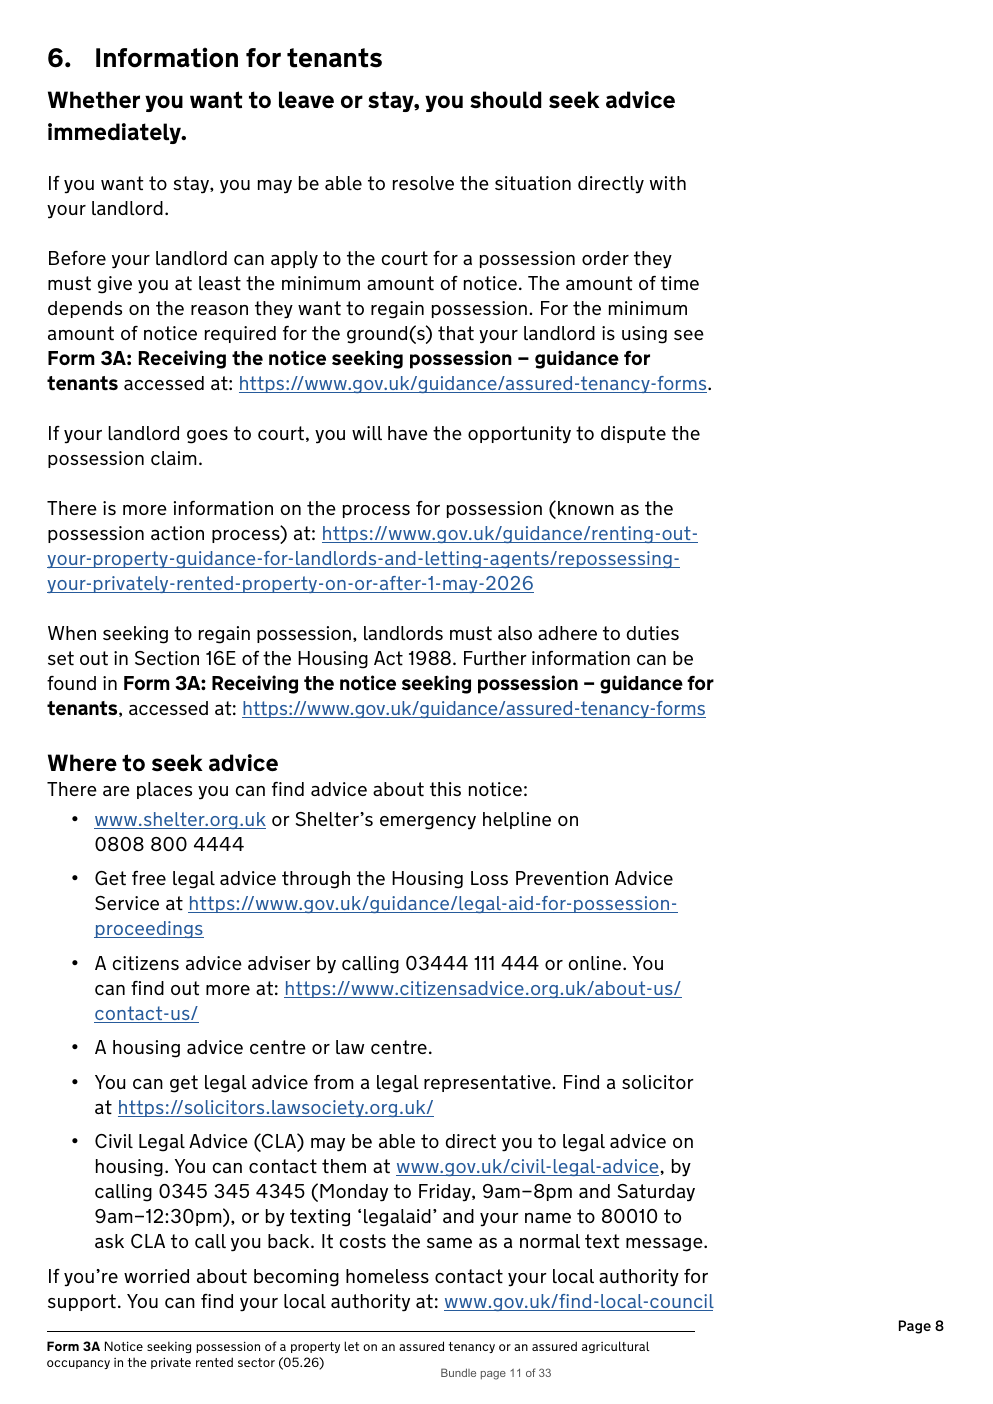 6. Information for tenants
Whether you want to leave or stay, you should seek advice
immediately.
If you want to stay, you may be able to resolve the situation directly with
your landlord.
Before your landlord can apply to the court for a possession order they
must give you at least the minimum amount of notice. The amount of time
depends on the reason they want to regain possession. For the minimum
amount of notice required for the ground(s) that your landlord is using see
Form 3A: Receiving the notice seeking possession – guidance for
tenants accessed at: https://www.gov.uk/guidance/assured-tenancy-forms.
If your landlord goes to court, you will have the opportunity to dispute the
possession claim.
There is more information on the process for possession (known as the
possession action process) at: https://www.gov.uk/guidance/renting-out-
your-property-guidance-for-landlords-and-letting-agents/repossessing-
your-privately-rented-property-on-or-after-1-may-2026
When seeking to regain possession, landlords must also adhere to duties
set out in Section 16E of the Housing Act 1988. Further information can be
found in Form 3A: Receiving the notice seeking possession – guidance for
tenants, accessed at: https://www.gov.uk/guidance/assured-tenancy-forms
Where to seek advice
There are places you can find advice about this notice:
• www.shelter.org.uk or Shelter’s emergency helpline on
0808 800 4444
• Get free legal advice through the Housing Loss Prevention Advice
Service at https://www.gov.uk/guidance/legal-aid-for-possession-
proceedings
• A citizens advice adviser by calling 03444 111 444 or online. You
can find out more at: https://www.citizensadvice.org.uk/about-us/
contact-us/
• A housing advice centre or law centre.
• You can get legal advice from a legal representative. Find a solicitor
at https://solicitors.lawsociety.org.uk/
• Civil Legal Advice (CLA) may be able to direct you to legal advice on
housing. You can contact them at www.gov.uk/civil-legal-advice, by
calling 0345 345 4345 (Monday to Friday, 9am–8pm and Saturday
9am–12:30pm), or by texting ‘legalaid’ and your name to 80010 to
ask CLA to call you back. It costs the same as a normal text message.
If you’re worried about becoming homeless contact your local authority for
support. You can find your local authority at: www.gov.uk/find-local-council
Page 8
Form 3A Notice seeking possession of a property let on an assured tenancy or an assured agricultural
occupancy in the private rented sector (05.26)
Bundle page 11 of 33